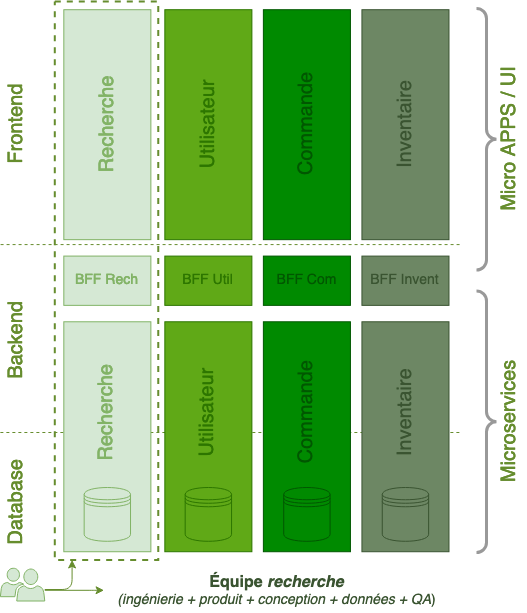 Frontend
Recherche
Utilisateur
Commande
Inventaire
Micro APPS / UI
BFF Rech
BFF Util
BFF Com
BFF Invent
Backend
Recherche
Utilisateur
Commande
Inventaire
Microservices
Database
Équipe recherche
(ingénierie + produit + conception + données + QA)